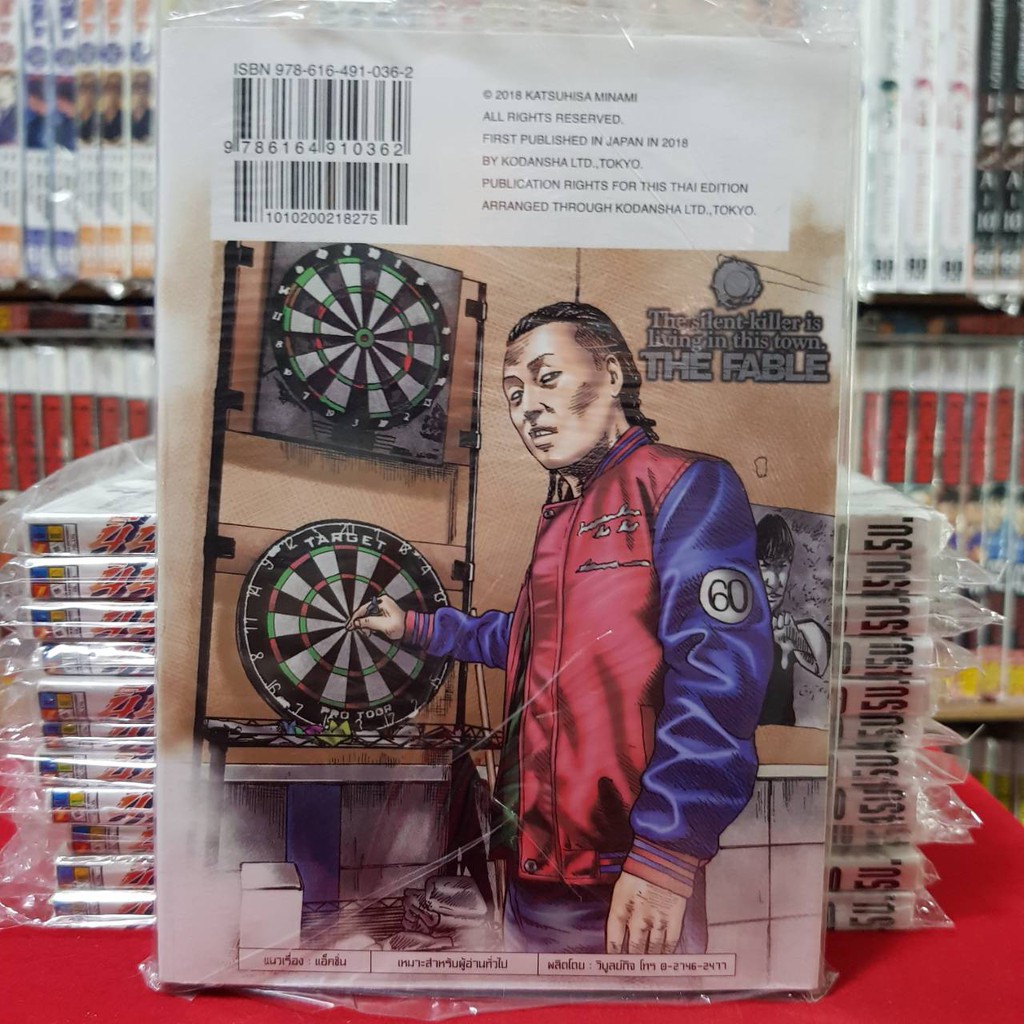 ISBN 978-616-491-036-2
9 786164 910362
1010200218275
© 2018 KATSUHISA MINAMI
ALL RIGHTS RESERVED.
FIRST PUBLISHED IN JAPAN IN 2018
BY KODANSHA LTD.,TOKYO.
PUBLICATION RIGHTS FOR THIS THAI EDITION
ARRANGED THROUGH KODANSHA LTD.,TOKYO.
The silent-killer is
living in this town.
THE FABLE
TARGET
PRO TOUR
60
แนวเรื่อง : แอ็คชั่น
เหมาะสำหรับผู้อ่านทั่วไป
ผลิตโดย : วิบูลย์กิจ โทร 0-2746-2477